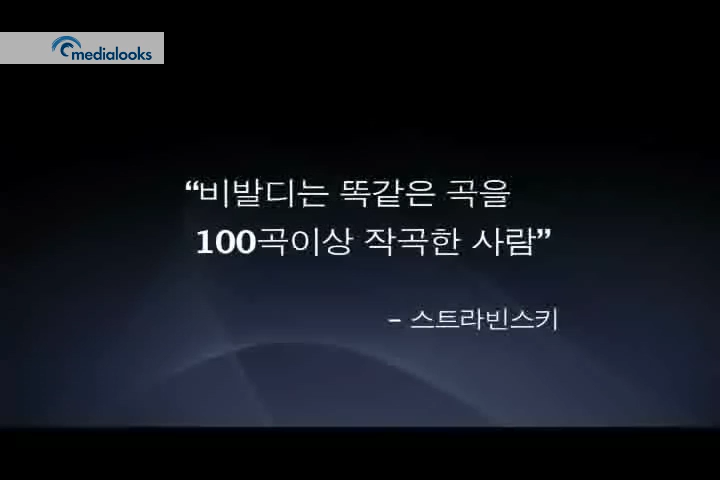 medialooks
“비발디는 똑같은 곡을
100곡이상 작곡한 사람”
– 스트라빈스키